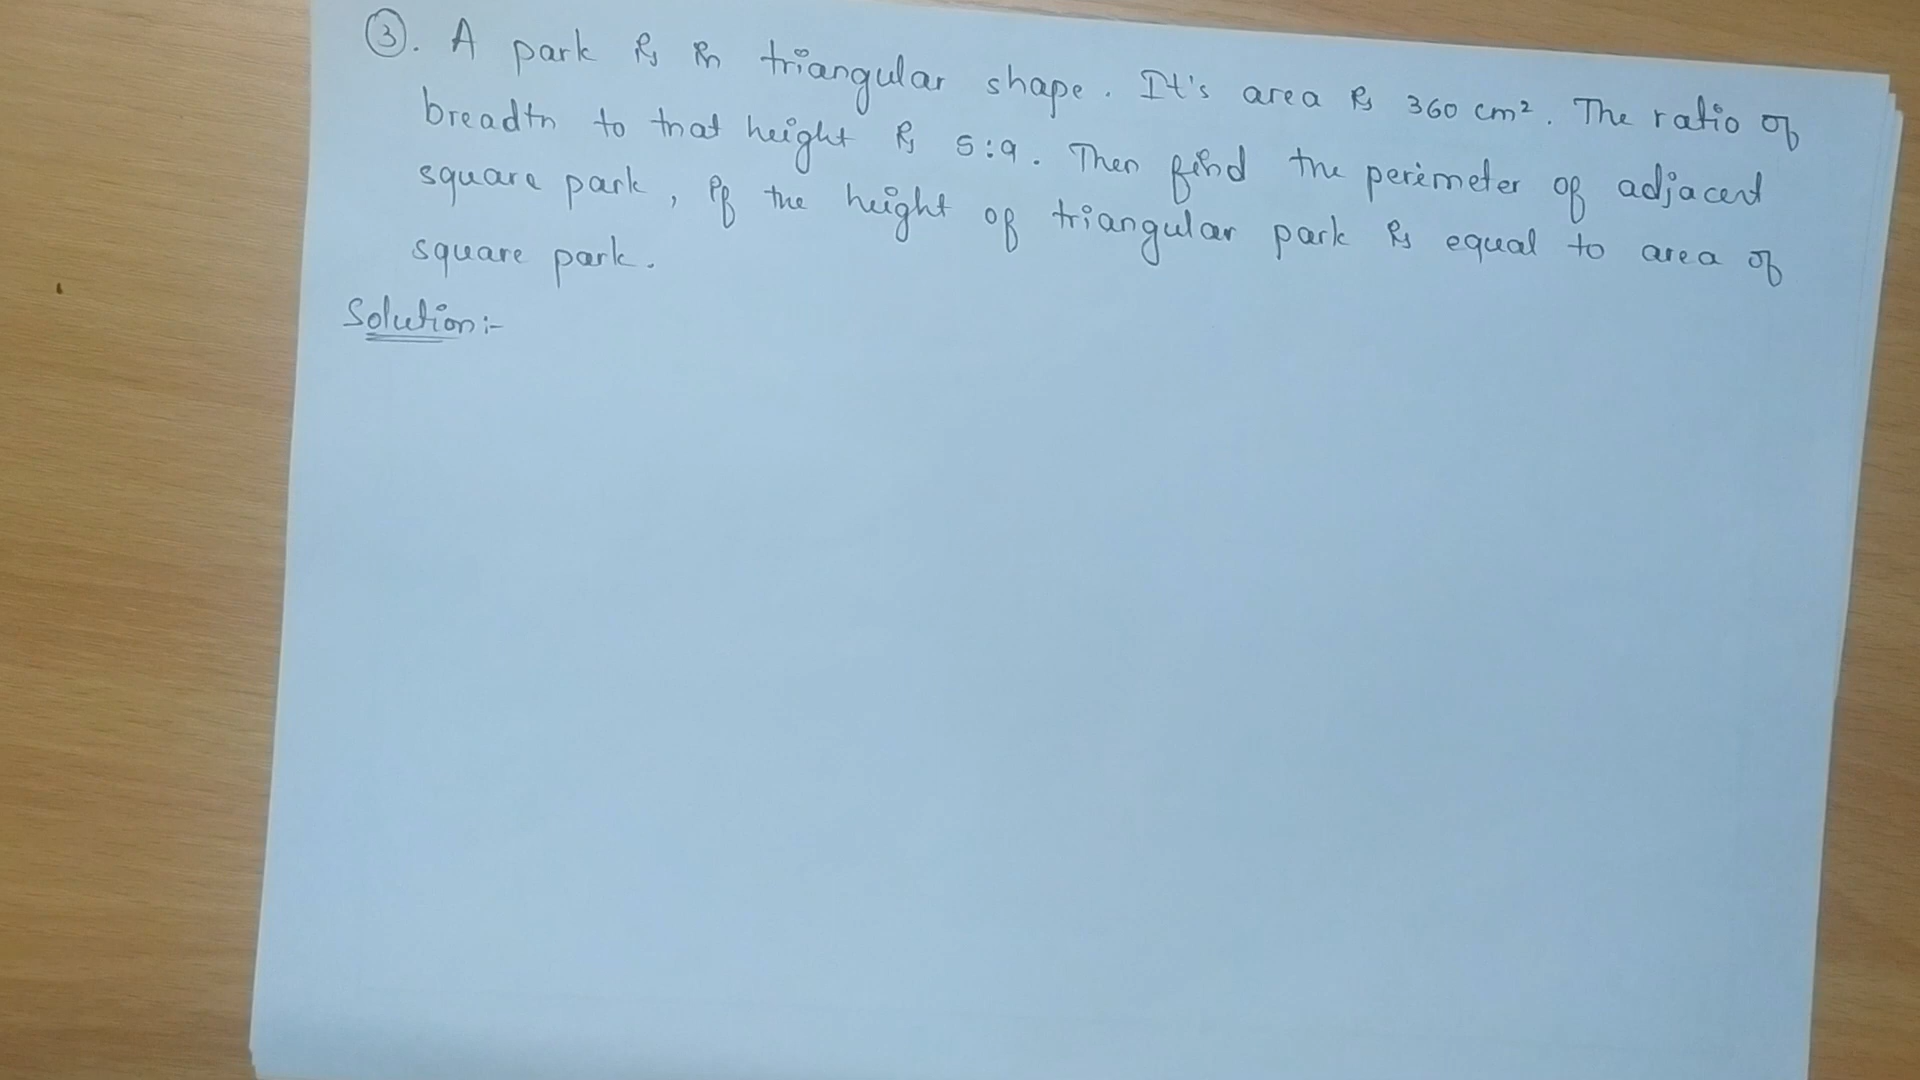 ③. A park is in triangular shape. It's area is 360 cm². The ratio of
breadth to that height is 5:9. Then find the perimeter of adjacent
square park, if the height of triangular park is equal to area of
square park.
Solution:-